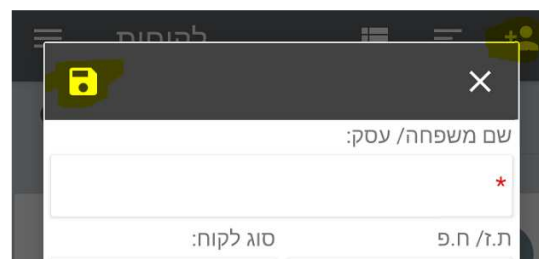 לקוחות
שם משפחה/ עסק:
*
ת.ז/ ח.פ
סוג לקוח: